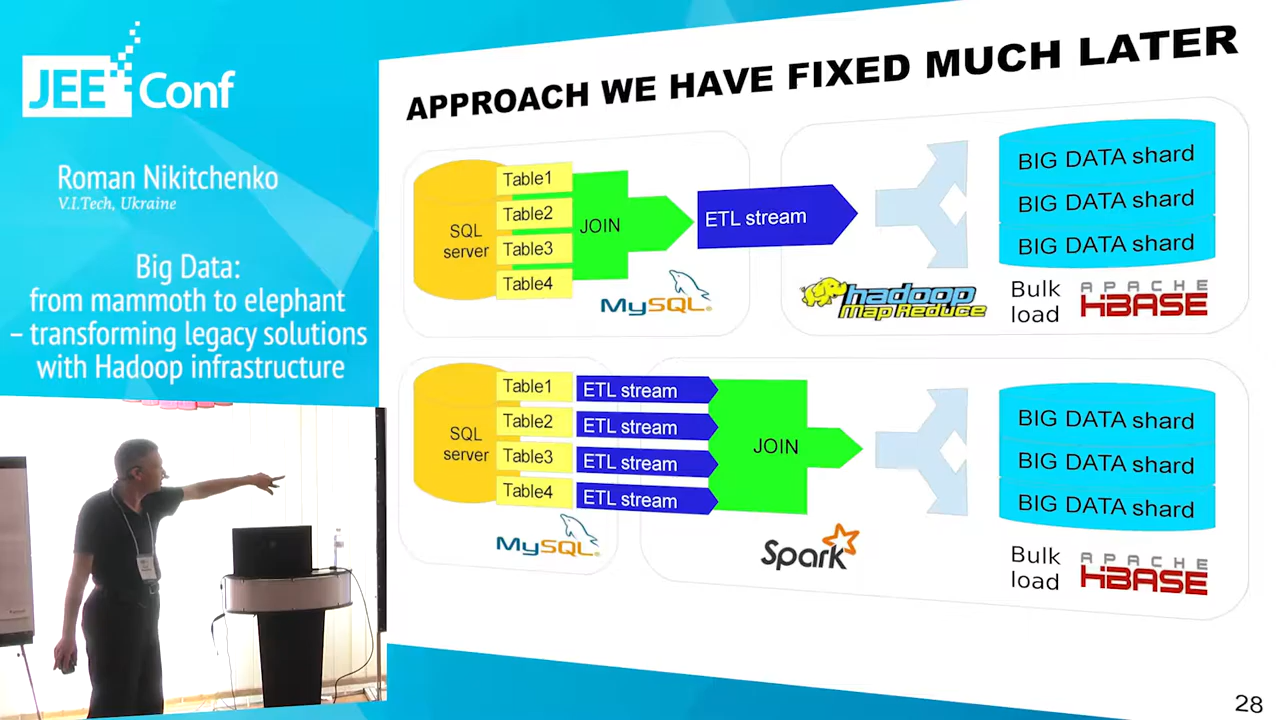 JEE Conf
Roman Nikitchenko
V.I.Tech, Ukraine
Big Data:
from mammoth to elephant
– transforming legacy solutions
with Hadoop infrastructure
APPROACH WE HAVE FIXED MUCH LATER
SQL
server
Table1
Table2
Table3
Table4
JOIN
MySQL
ETL stream
hadoop
Map Reduce
BIG DATA shard
BIG DATA shard
BIG DATA shard
Bulk
load
APACHE
HBASE
SQL
server
Table1
Table2
Table3
Table4
ETL stream
ETL stream
ETL stream
ETL stream
JOIN
MySQL
Spark
BIG DATA shard
BIG DATA shard
BIG DATA shard
Bulk
load
APACHE
HBASE
28